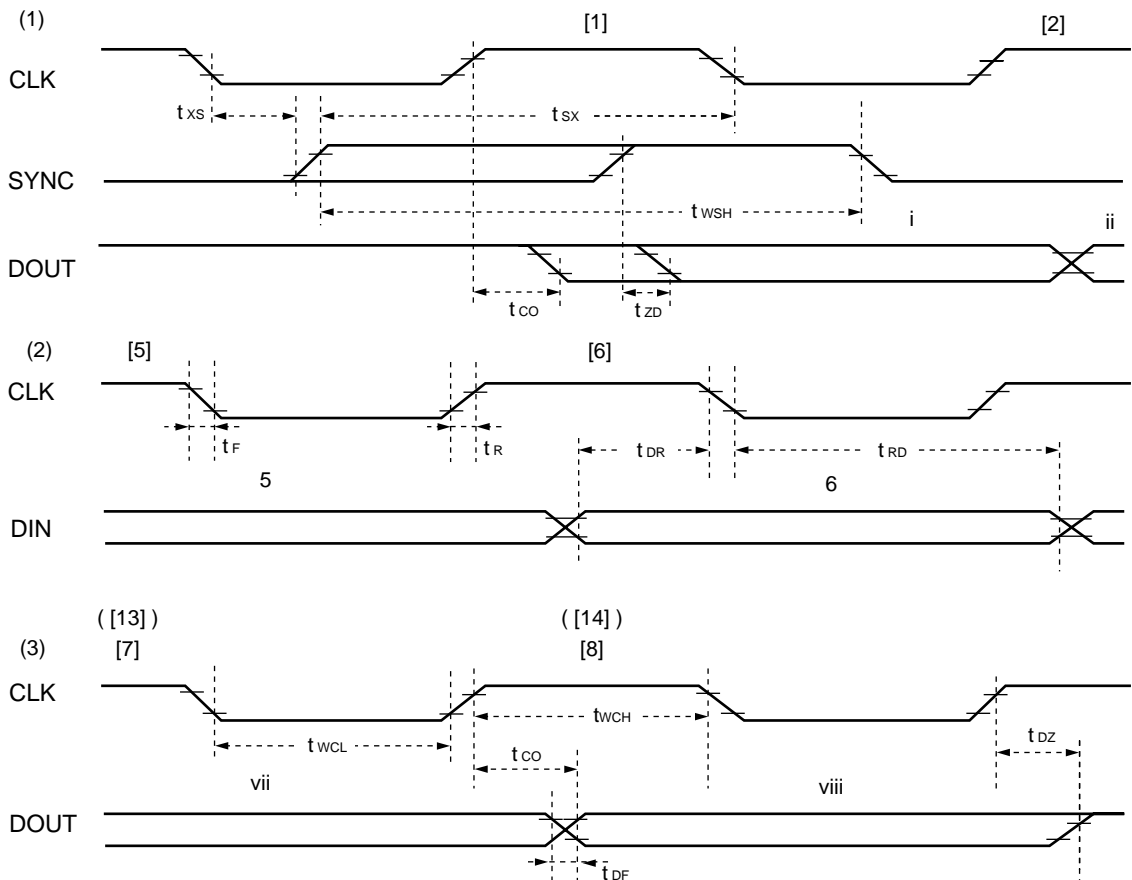 (1) [1] [2]
CLK
t XS t SX
SYNC
t WSH
i ii
DOUT
t CO t ZD
(2) [5] [6]
CLK
t F t R t DR t RD
5 6
DIN
( [13] ) ( [14] )
(3) [7] [8]
CLK
t WCL t WCH t CO t DZ
vii viii
DOUT
t DF